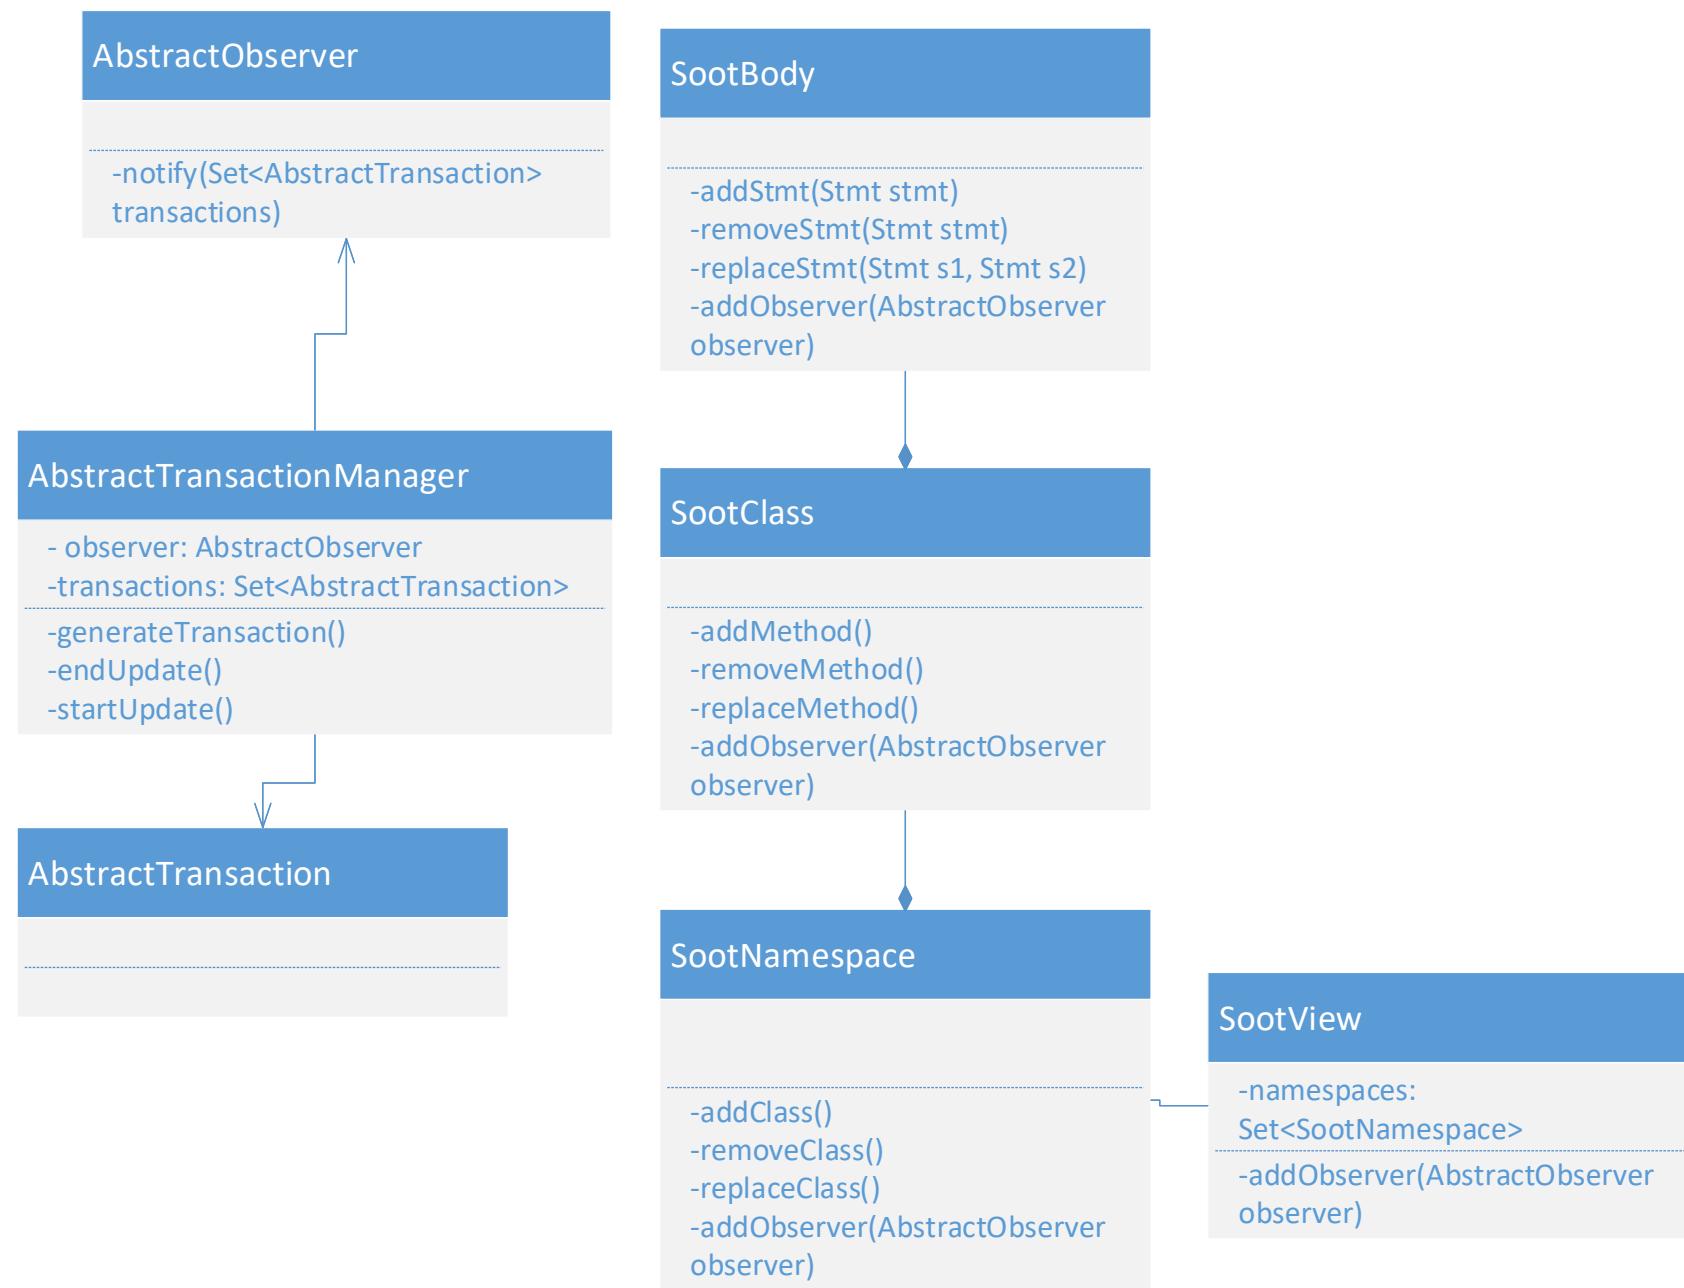 AbstractObserver
-notify(Set<AbstractTransaction>
transactions)
AbstractTransactionManager
- observer: AbstractObserver
-transactions: Set<AbstractTransaction>
-generateTransaction()
-endUpdate()
-startUpdate()
AbstractTransaction
SootBody
-addStmt(Stmt stmt)
-removeStmt(Stmt stmt)
-replaceStmt(Stmt s1, Stmt s2)
-addObserver(AbstractObserver
observer)
SootClass
-addMethod()
-removeMethod()
-replaceMethod()
-addObserver(AbstractObserver
observer)
SootNamespace
-addClass()
-removeClass()
-replaceClass()
-addObserver(AbstractObserver
observer)
SootView
-namespaces:
Set<SootNamespace>
-addObserver(AbstractObserver
observer)